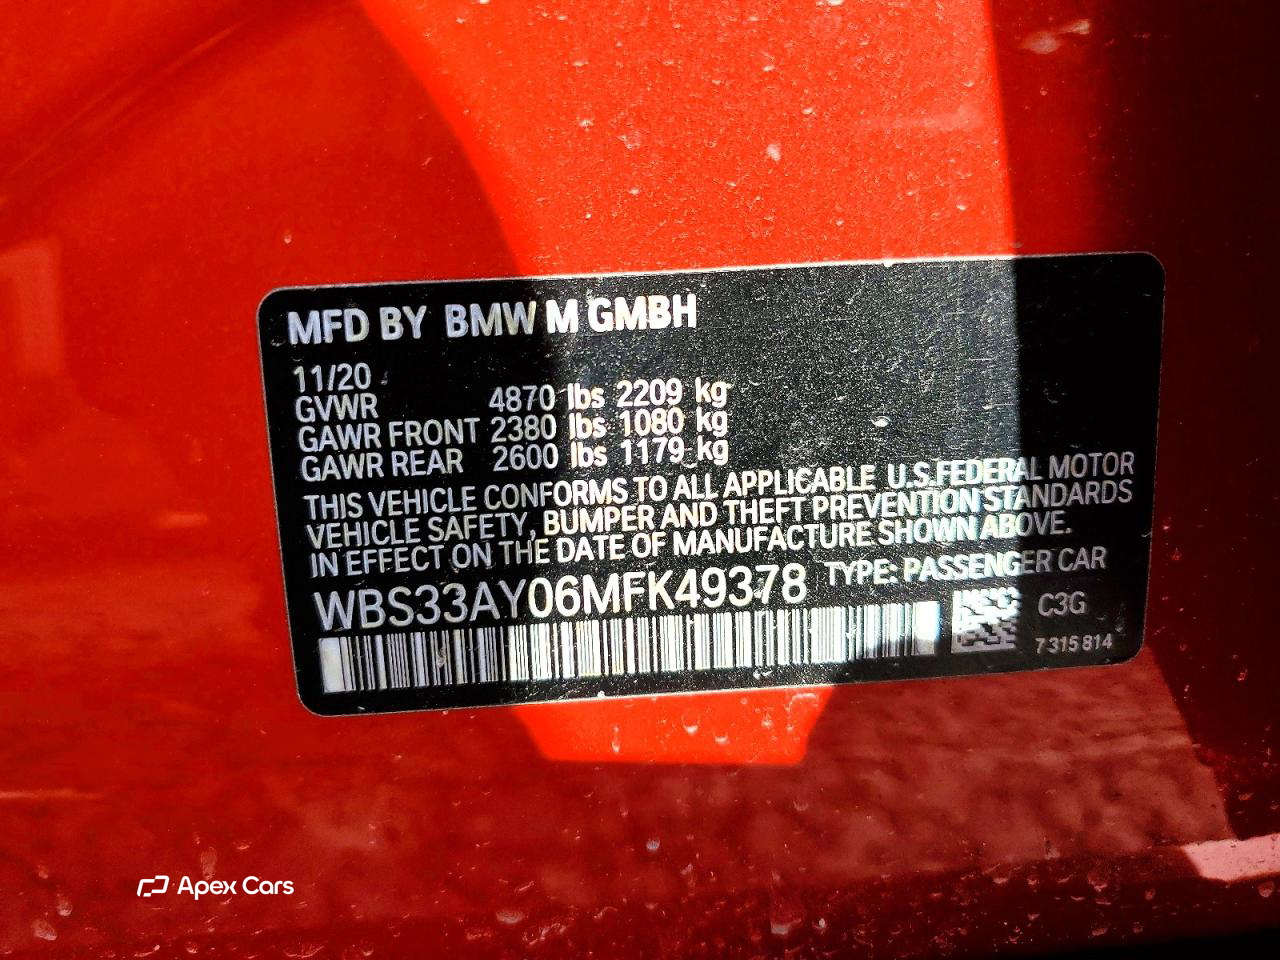 MFD BY BMW M GMBH
11/20
GVWR 4870 lbs 2209 kg
GAWR FRONT 2380 lbs 1080 kg
GAWR REAR 2600 lbs 1179 kg
THIS VEHICLE CONFORMS TO ALL APPLICABLE U.S.FEDERAL MOTOR
VEHICLE SAFETY, BUMPER AND THEFT PREVENTION STANDARDS
IN EFFECT ON THE DATE OF MANUFACTURE SHOWN ABOVE.
WBS33AY06MFK49378 TYPE: PASSENGER CAR
C3G
7 315 814
Apex Cars